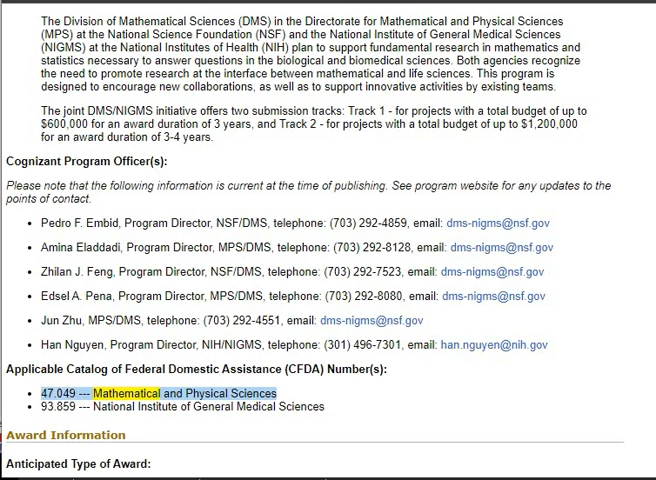 The Division of Mathematical Sciences (DMS) in the Directorate for Mathematical and Physical Sciences
(MPS) at the National Science Foundation (NSF) and the National Institute of General Medical Sciences
(NIGMS) at the National Institutes of Health (NIH) plan to support fundamental research in mathematics and
statistics necessary to answer questions in the biological and biomedical sciences. Both agencies recognize
the need to promote research at the interface between mathematical and life sciences. This program is
designed to encourage new collaborations, as well as to support innovative activities by existing teams.
The joint DMS/NIGMS initiative offers two submission tracks: Track 1 - for projects with a total budget of up to
$600,000 for an award duration of 3 years, and Track 2 - for projects with a total budget of up to $1,200,000
for an award duration of 3-4 years.
Cognizant Program Officer(s):
Please note that the following information is current at the time of publishing. See program website for any updates to the
points of contact.
• Pedro F. Embid, Program Director, NSF/DMS, telephone: (703) 292-4859, email: dms-nigms@nsf.gov
• Amina Eladdadi, Program Director, MPS/DMS, telephone: (703) 292-8128, email: dms-nigms@nsf.gov
• Zhilan J. Feng, Program Director, NSF/DMS, telephone: (703) 292-7523, email: dms-nigms@nsf.gov
• Edsel A. Pena, Program Director, MPS/DMS, telephone: (703) 292-8080, email: dms-nigms@nsf.gov
• Jun Zhu, MPS/DMS, telephone: (703) 292-4551, email: dms-nigms@nsf.gov
• Han Nguyen, Program Director, NIH/NIGMS, telephone: (301) 496-7301, email: han.nguyen@nih.gov
Applicable Catalog of Federal Domestic Assistance (CFDA) Number(s):
• 47.049 --- Mathematical and Physical Sciences
• 93.859 --- National Institute of General Medical Sciences
Award Information
Anticipated Type of Award: